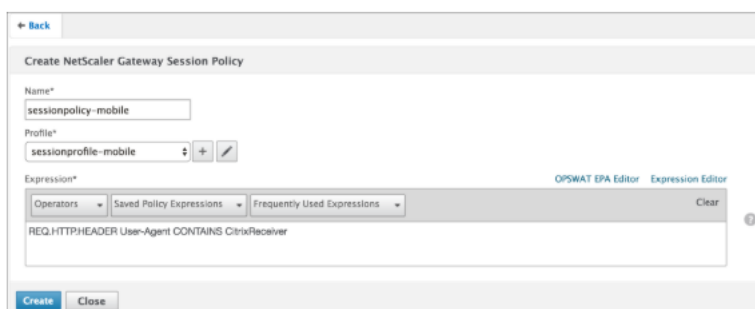 ← Back
Create NetScaler Gateway Session Policy
Name*
sessionpolicy-mobile
Profile*
sessionprofile-mobile
+
Expression*
OPSWAT EPA Editor Expression Editor
Operators Saved Policy Expressions Frequently Used Expressions Clear
REQ.HTTP.HEADER User-Agent CONTAINS CitrixReceiver
?
Create Close